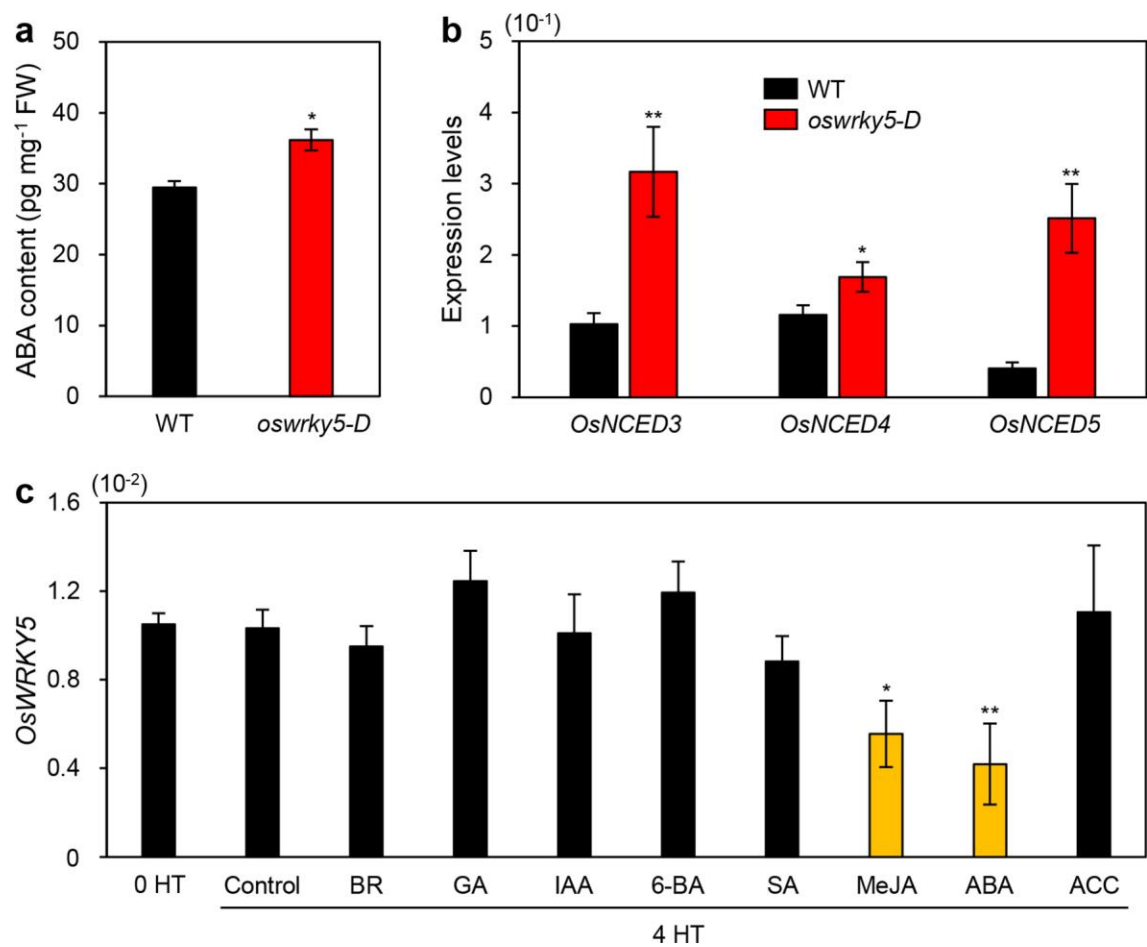 a
50
40
30
20
10
0
ABA content (pg mg⁻¹ FW)
*
WT
oswrky5-D
b
(10⁻¹)
5
4
3
2
1
0
Expression levels
WT
oswrky5-D
**
*
**
OsNCED3
OsNCED4
OsNCED5
c
(10⁻²)
1.6
1.2
0.8
0.4
0
OsWRKY5
*
**
0 HT
Control
BR
GA
IAA
6-BA
SA
MeJA
ABA
ACC
4 HT